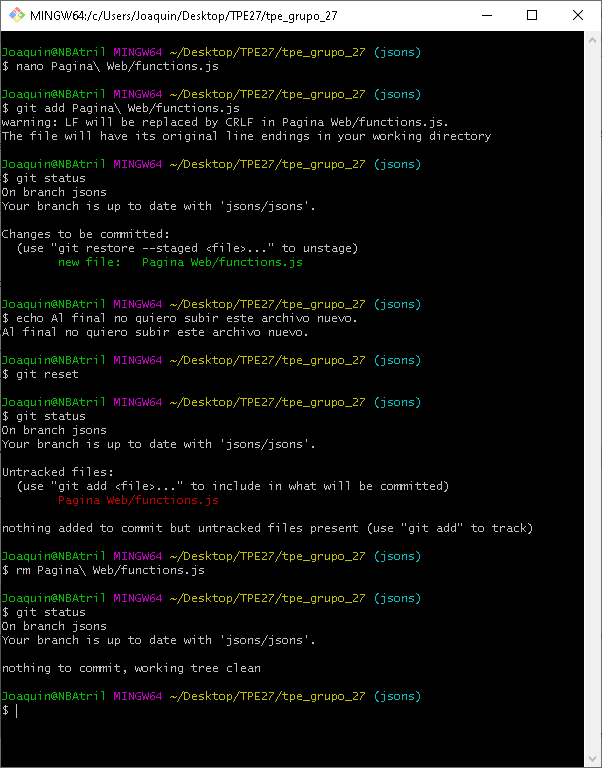 MINGW64:/c/Users/Joaquin/Desktop/TPE27/tpe_grupo_27
Joaquin@NBAtril MINGW64 ~/Desktop/TPE27/tpe_grupo_27 (jsons)
$ nano Pagina\ Web/functions.js
Joaquin@NBAtril MINGW64 ~/Desktop/TPE27/tpe_grupo_27 (jsons)
$ git add Pagina\ Web/functions.js
warning: LF will be replaced by CRLF in Pagina Web/functions.js.
The file will have its original line endings in your working directory
Joaquin@NBAtril MINGW64 ~/Desktop/TPE27/tpe_grupo_27 (jsons)
$ git status
On branch jsons
Your branch is up to date with 'jsons/jsons'.
Changes to be committed:
  (use "git restore --staged <file>..." to unstage)
        new file:   Pagina Web/functions.js
Joaquin@NBAtril MINGW64 ~/Desktop/TPE27/tpe_grupo_27 (jsons)
$ echo Al final no quiero subir este archivo nuevo.
Al final no quiero subir este archivo nuevo.
Joaquin@NBAtril MINGW64 ~/Desktop/TPE27/tpe_grupo_27 (jsons)
$ git reset
Joaquin@NBAtril MINGW64 ~/Desktop/TPE27/tpe_grupo_27 (jsons)
$ git status
On branch jsons
Your branch is up to date with 'jsons/jsons'.
Untracked files:
  (use "git add <file>..." to include in what will be committed)
        Pagina Web/functions.js
nothing added to commit but untracked files present (use "git add" to track)
Joaquin@NBAtril MINGW64 ~/Desktop/TPE27/tpe_grupo_27 (jsons)
$ rm Pagina\ Web/functions.js
Joaquin@NBAtril MINGW64 ~/Desktop/TPE27/tpe_grupo_27 (jsons)
$ git status
On branch jsons
Your branch is up to date with 'jsons/jsons'.
nothing to commit, working tree clean
Joaquin@NBAtril MINGW64 ~/Desktop/TPE27/tpe_grupo_27 (jsons)
$